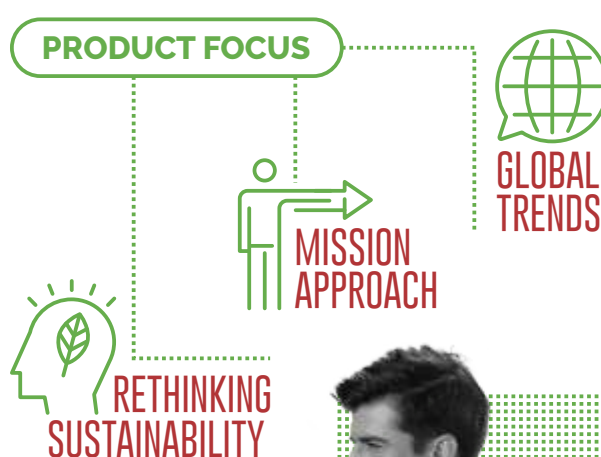 PRODUCT FOCUS
GLOBAL
TRENDS
MISSION
APPROACH
RETHINKING
SUSTAINABILITY